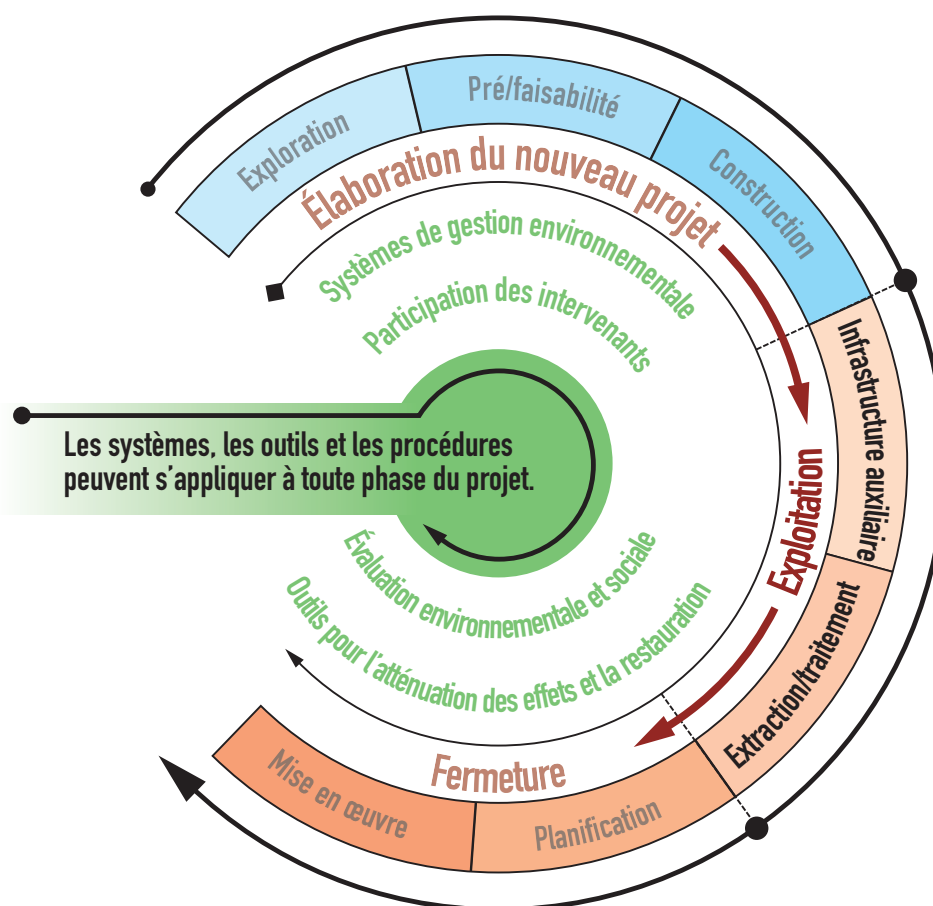 Exploration
Pré/faisabilité
Construction
Élaboration du nouveau projet
Systèmes de gestion environnementale
Participation des intervenants
Infrastructure auxiliaire
Les systèmes, les outils et les procédures
peuvent s’appliquer à toute phase du projet.
Exploitation
Évaluation environnementale et sociale
Outils pour l’atténuation des effets et la restauration
Extraction/traitement
Fermeture
Mise en œuvre
Planification